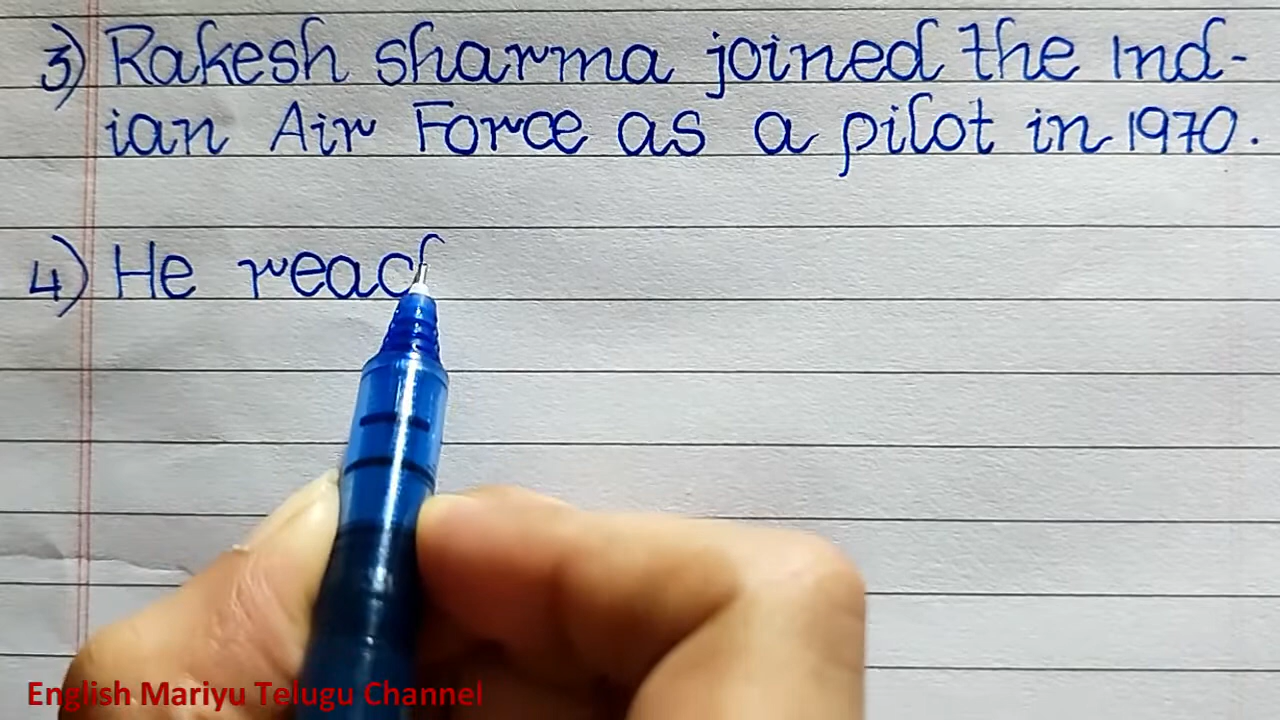 3) Rakesh sharma joined the Ind-
ian Air Force as a pilot in 1970.
4) He reac
English Mariyu Telugu Channel